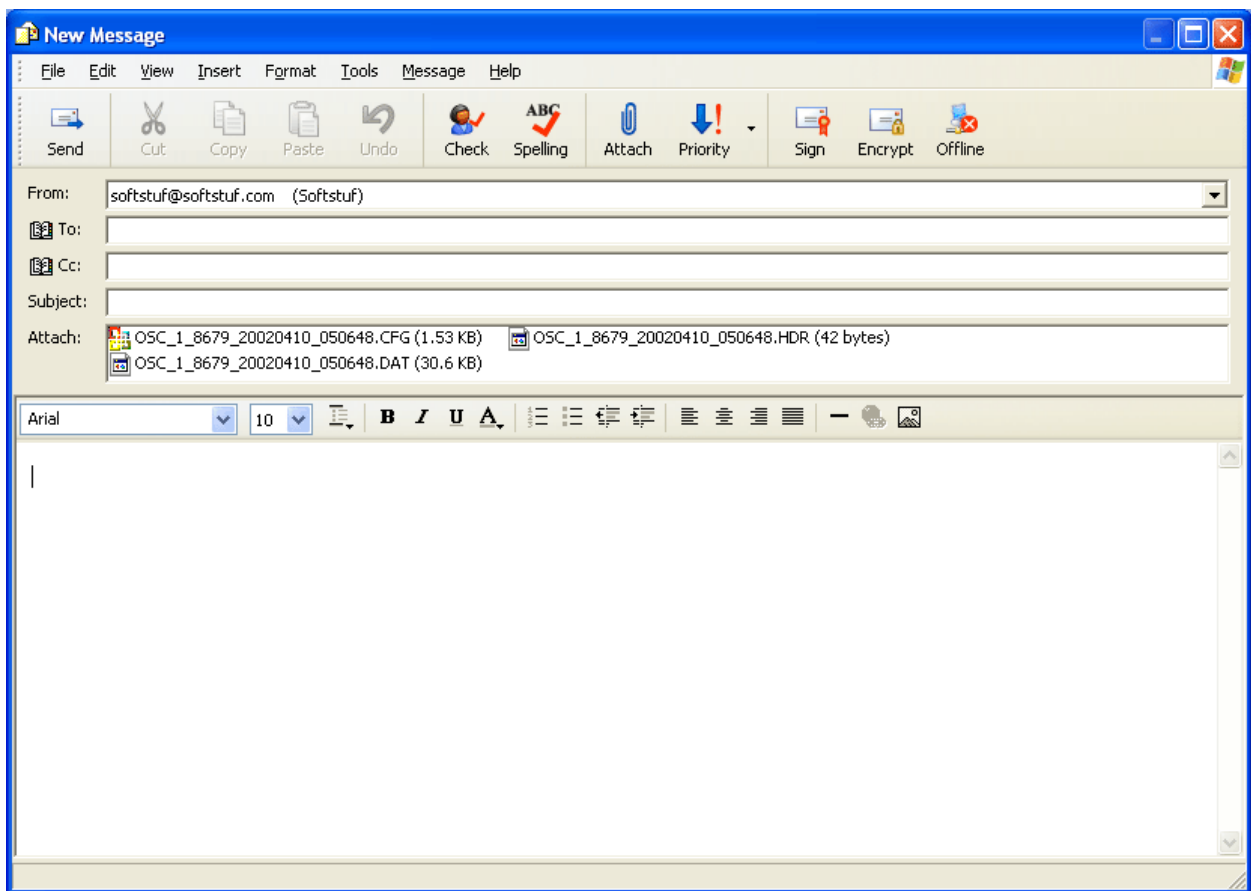 New Message
File Edit View Insert Format Tools Message Help
ABC
Send Cut Copy Paste Undo Check Spelling Attach Priority Sign Encrypt Offline
From: softstuf@softstuf.com (Softstuf)
To:
Cc:
Subject:
Attach: OSC_1_8679_20020410_050648.CFG (1.53 KB) OSC_1_8679_20020410_050648.HDR (42 bytes)
OSC_1_8679_20020410_050648.DAT (30.6 KB)
Arial 10 B I U A